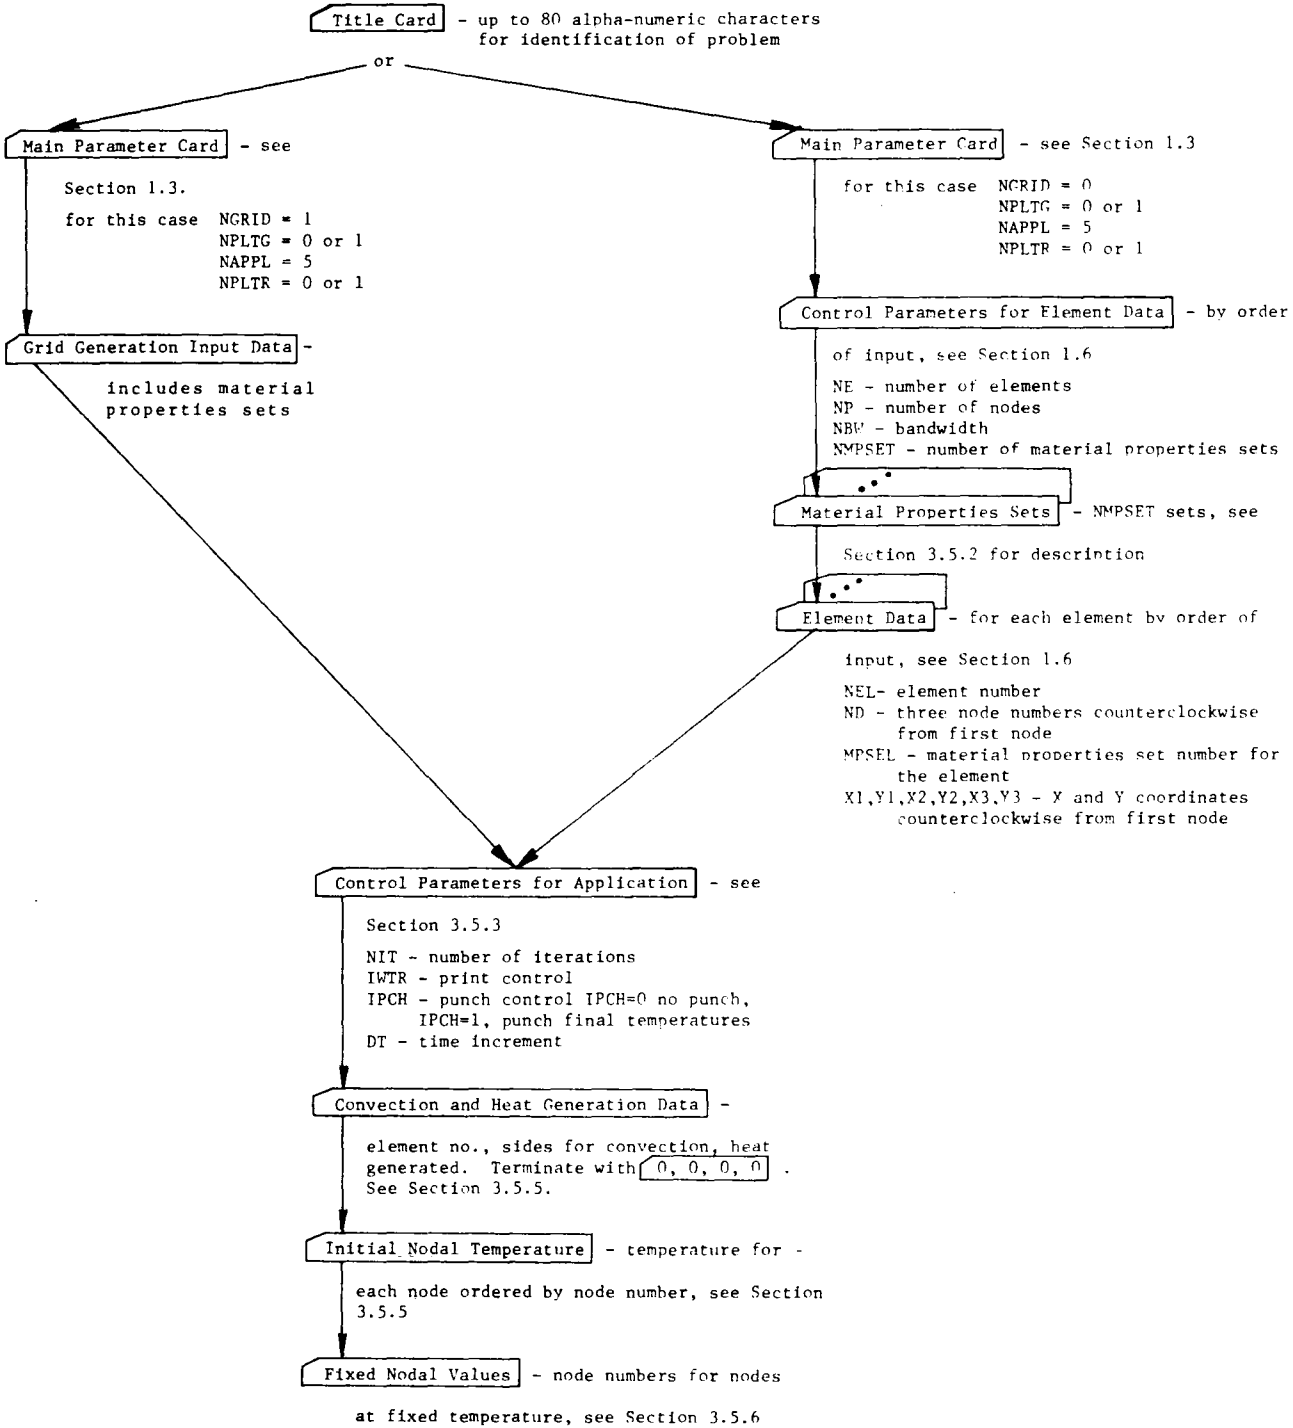 Title Card - up to 80 alpha-numeric characters
for identification of problem
or
Main Parameter Card - see
Section 1.3.
for this case NGRID = 1
NPLTG = 0 or 1
NAPPL = 5
NPLTR = 0 or 1
Grid Generation Input Data -
includes material
properties sets
Main Parameter Card - see Section 1.3
for this case NGRID = 0
NPLTG = 0 or 1
NAPPL = 5
NPLTR = 0 or 1
Control Parameters for Element Data - by order
of input, see Section 1.6
NE - number of elements
NP - number of nodes
NBW - bandwidth
NMPSET - number of material properties sets
Material Properties Sets - NMPSET sets, see
Section 3.5.2 for description
Element Data - for each element by order of
input, see Section 1.6
NEL- element number
ND - three node numbers counterclockwise
from first node
MPSEL - material properties set number for
the element
X1,Y1,X2,Y2,X3,Y3 - X and Y coordinates
counterclockwise from first node
Control Parameters for Application - see
Section 3.5.3
NIT - number of iterations
IWTR - print control
IPCH - punch control IPCH=0 no punch,
IPCH=1, punch final temperatures
DT - time increment
Convection and Heat Generation Data -
element no., sides for convection, heat
generated. Terminate with 0, 0, 0, 0 .
See Section 3.5.5.
Initial Nodal Temperature - temperature for -
each node ordered by node number, see Section
3.5.5
Fixed Nodal Values - node numbers for nodes
at fixed temperature, see Section 3.5.6